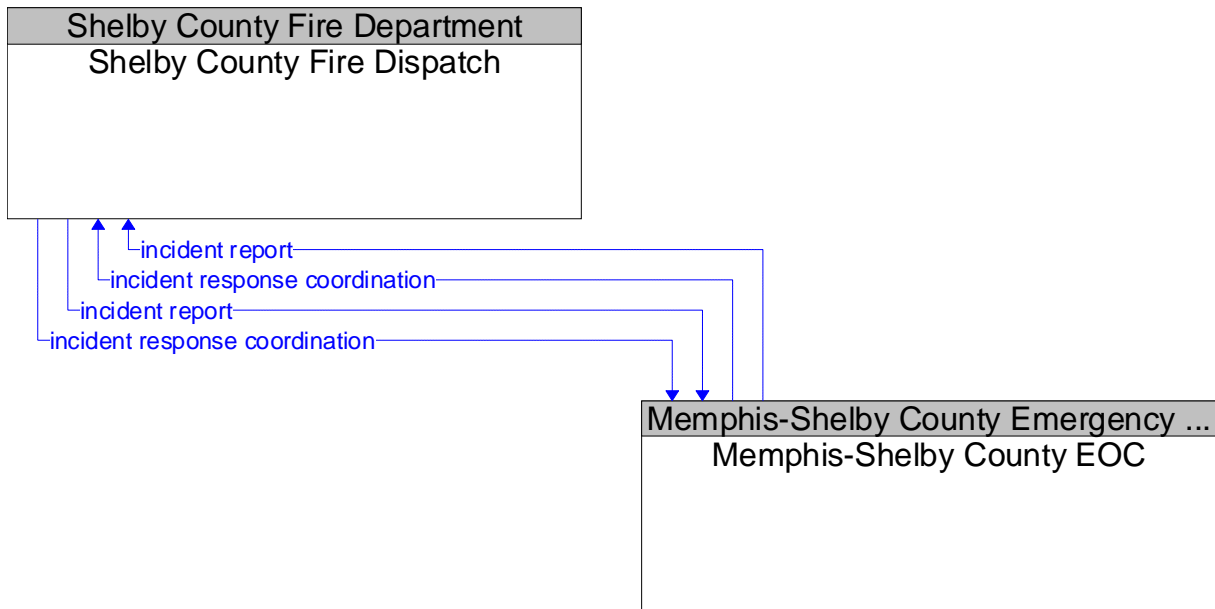 Shelby County Fire Department
Shelby County Fire Dispatch
incident report
incident response coordination
incident report
incident response coordination
Memphis-Shelby County Emergency ...
Memphis-Shelby County EOC